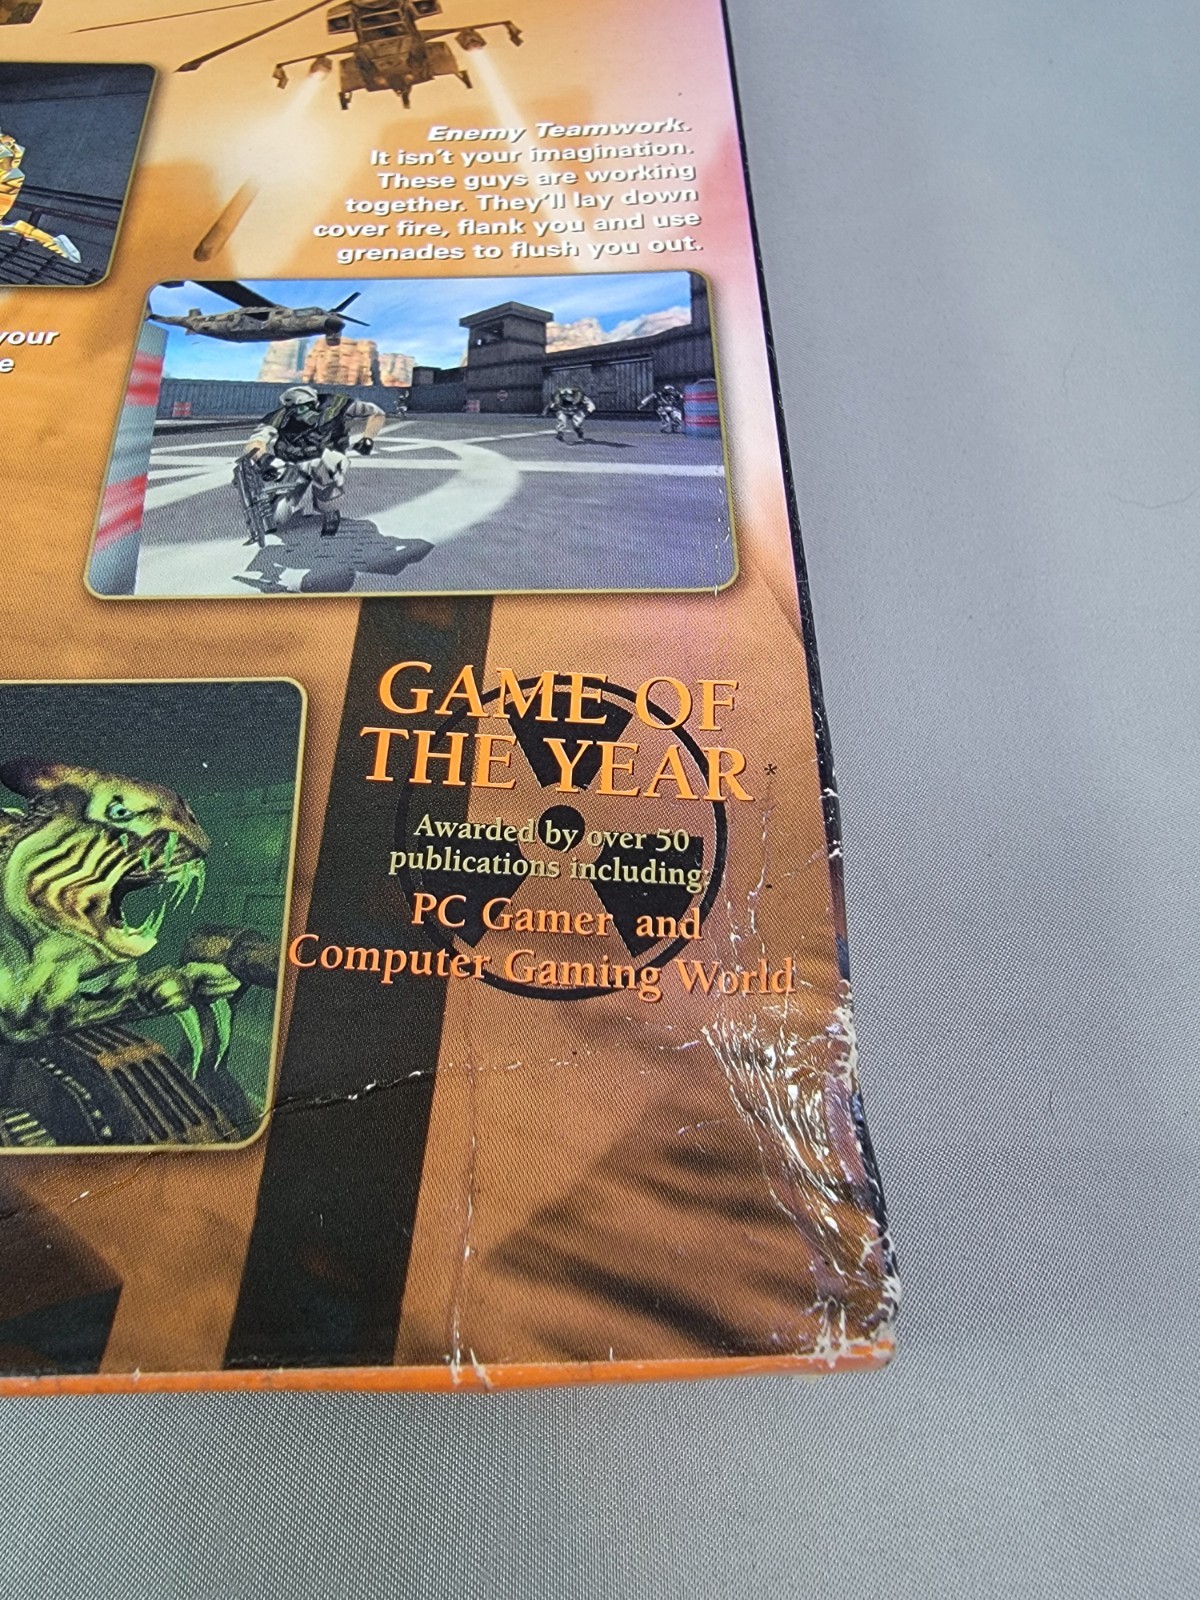 Enemy Teamwork.
It isn't your imagination.
These guys are working
together. They'll lay down
cover fire, flank you and use
grenades to flush you out.
your
e
GAME OF
THE YEAR*
Awarded by over 50
publications including:
PC Gamer and
Computer Gaming World